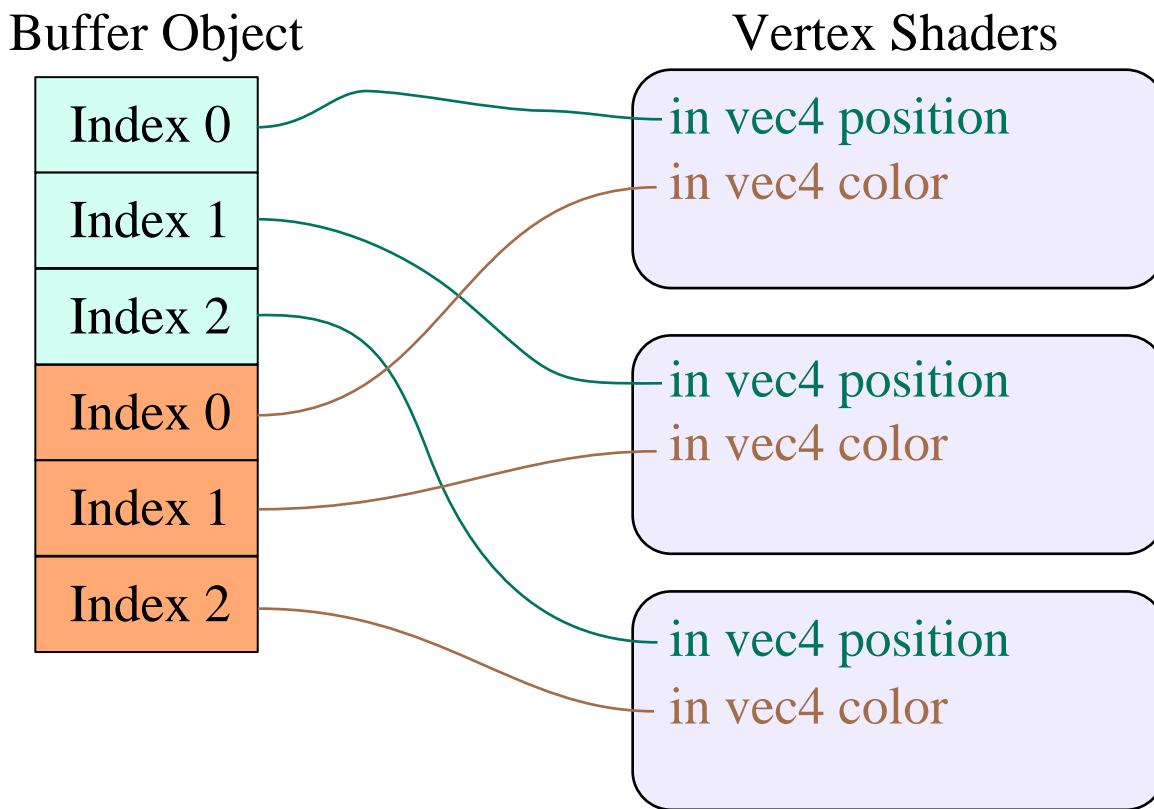 Buffer Object
Index 0
Index 1
Index 2
Index 0
Index 1
Index 2
Vertex Shaders
in vec4 position
in vec4 color
in vec4 position
in vec4 color
in vec4 position
in vec4 color